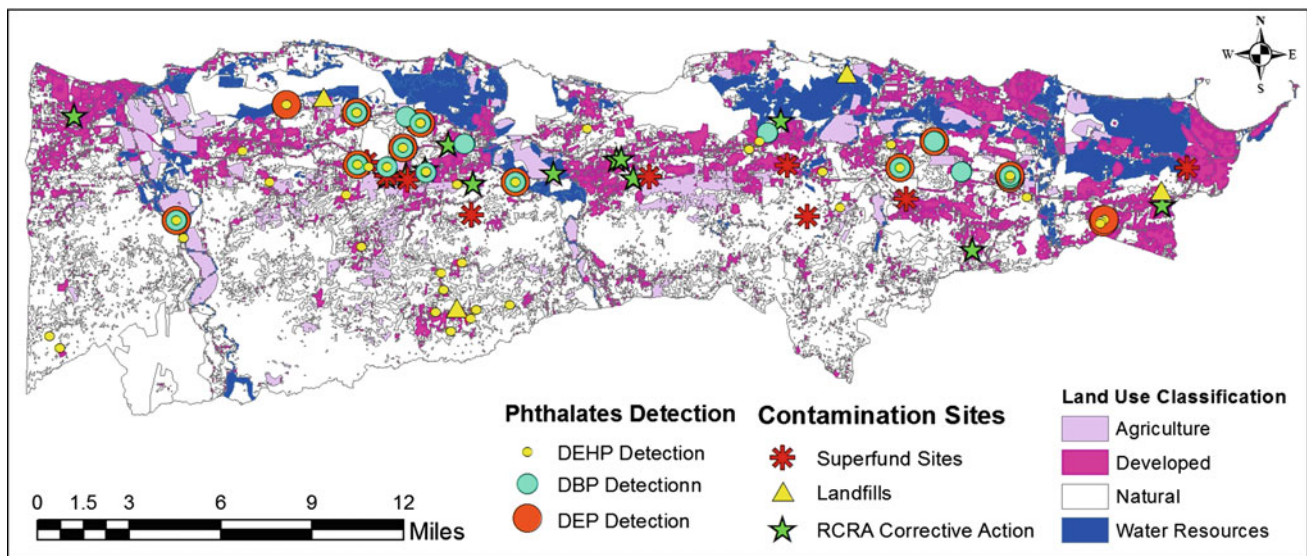 N
W E
S
Phthalates Detection
DEHP Detection
DBP Detectionn
DEP Detection
Contamination Sites
Superfund Sites
Landfills
RCRA Corrective Action
Land Use Classification
Agriculture
Developed
Natural
Water Resources
0 1.5 3 6 9 12
Miles